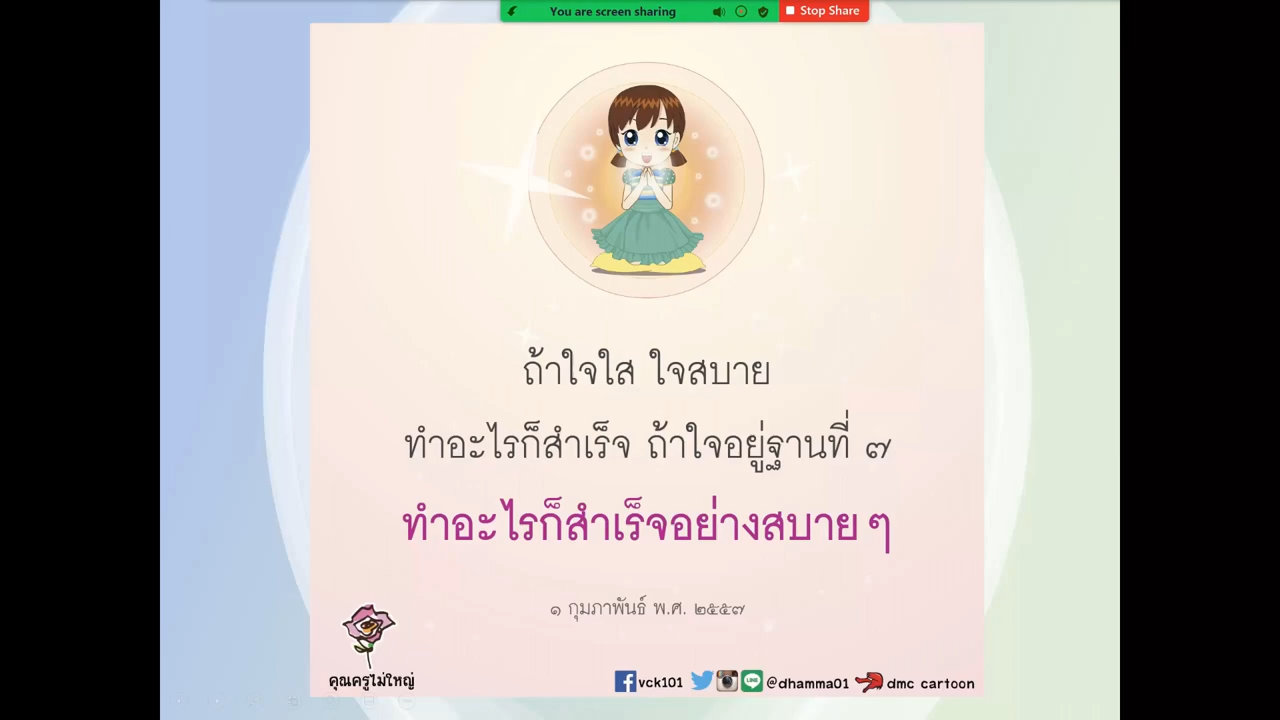 You are screen sharing
Stop Share
ถ้าใจใส ใจสบาย
ทำอะไรก็สำเร็จ ถ้าใจอยู่ฐานที่ ๗
ทำอะไรก็สำเร็จอย่างสบาย ๆ
๑ กุมภาพันธ์ พ.ศ. ๒๕๕๗
คุณครูไม่ใหญ่
vck101 LINE @dhamma01 dmc cartoon